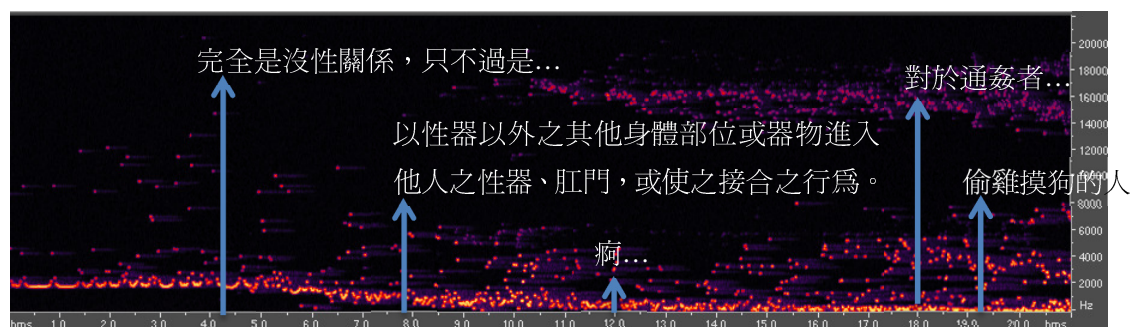 完全是沒性關係，只不過是…
對於通姦者…
以性器以外之其他身體部位或器物進入
他人之性器、肛門，或使之接合之行為。
偷雞摸狗的人
痾…
20000
18000
16000
14000
12000
10000
8000
6000
4000
2000
Hz
hms 1.0 2.0 3.0 4.0 5.0 6.0 7.0 8.0 9.0 10.0 11.0 12.0 13.0 14.0 15.0 16.0 17.0 18.0 19.0 20.0 hms